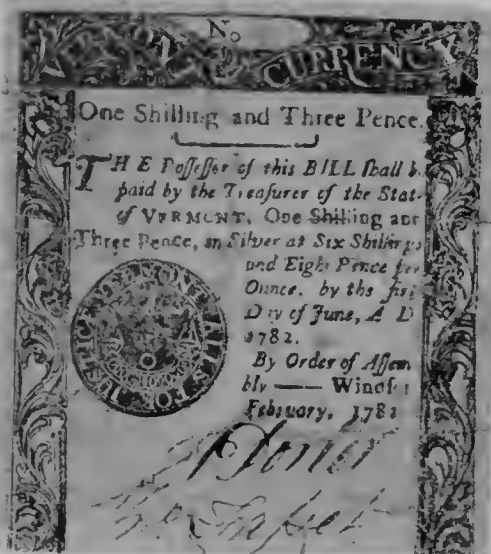 No
CURRENCY
One Shilling and Three Pence.
THE Poſſeſſor of this BILL ſhall b
paid by the Treaſurer of the Stat
of VERMONT, One Shilling and
Three Pence, in Silver at Six Shillings
and Eight Pence per
Ounce, by the firſt
Day of June, A D
1782.
By Order of Aſſem
bly — Windſor
February, 1781